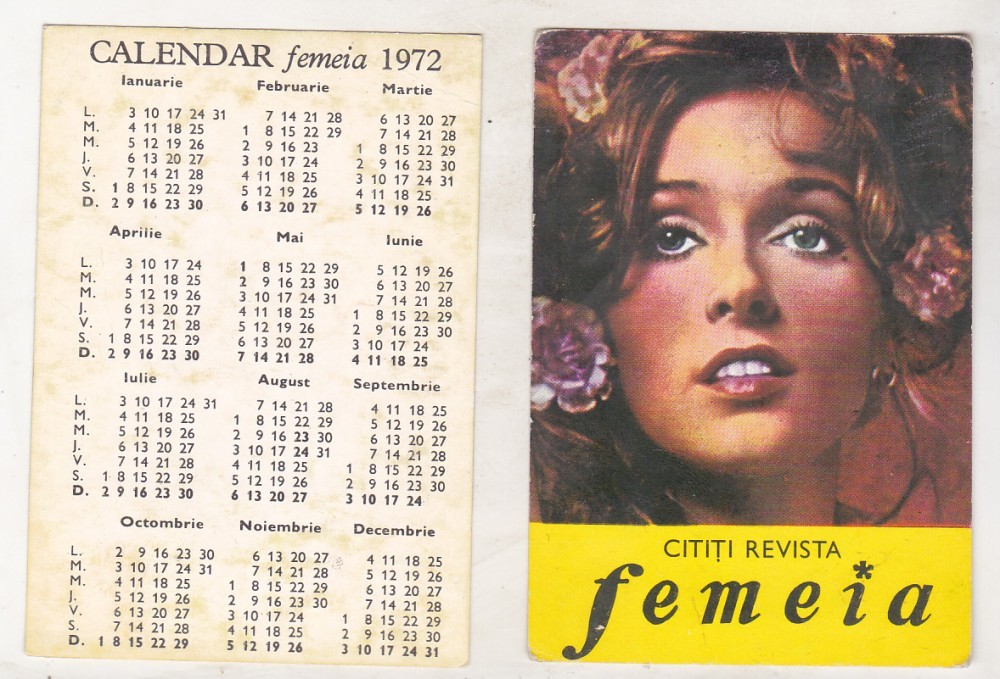 CALENDAR femeia 1972
Ianuarie Februarie Martie
L. 3 10 17 24 31 7 14 21 28 6 13 20 27
M. 4 11 18 25 1 8 15 22 29 7 14 21 28
M. 5 12 19 26 2 9 16 23 1 8 15 22 29
J. 6 13 20 27 3 10 17 24 2 9 16 23 30
V. 7 14 21 28 4 11 18 25 3 10 17 24 31
S. 1 8 15 22 29 5 12 19 26 4 11 18 25
D. 2 9 16 23 30 6 13 20 27 5 12 19 26
Aprilie Mai Iunie
L. 3 10 17 24 1 8 15 22 29 5 12 19 26
M. 4 11 18 25 2 9 16 23 30 6 13 20 27
M. 5 12 19 26 3 10 17 24 31 7 14 21 28
J. 6 13 20 27 4 11 18 25 1 8 15 22 29
V. 7 14 21 28 5 12 19 26 2 9 16 23 30
S. 1 8 15 22 29 6 13 20 27 3 10 17 24
D. 2 9 16 23 30 7 14 21 28 4 11 18 25
Iulie August Septembrie
L. 3 10 17 24 31 7 14 21 28 4 11 18 25
M. 4 11 18 25 1 8 15 22 29 5 12 19 26
M. 5 12 19 26 2 9 16 23 30 6 13 20 27
J. 6 13 20 27 3 10 17 24 31 7 14 21 28
V. 7 14 21 28 4 11 18 25 1 8 15 22 29
S. 1 8 15 22 29 5 12 19 26 2 9 16 23 30
D. 2 9 16 23 30 6 13 20 27 3 10 17 24
Octombrie Noiembrie Decembrie
L. 2 9 16 23 30 6 13 20 27 4 11 18 25
M. 3 10 17 24 31 7 14 21 28 5 12 19 26
M. 4 11 18 25 1 8 15 22 29 6 13 20 27
J. 5 12 19 26 2 9 16 23 30 7 14 21 28
V. 6 13 20 27 3 10 17 24 1 8 15 22 29
S. 7 14 21 28 4 11 18 25 2 9 16 23 30
D. 1 8 15 22 29 5 12 19 26 3 10 17 24 31
CITIȚI REVISTA
femeia